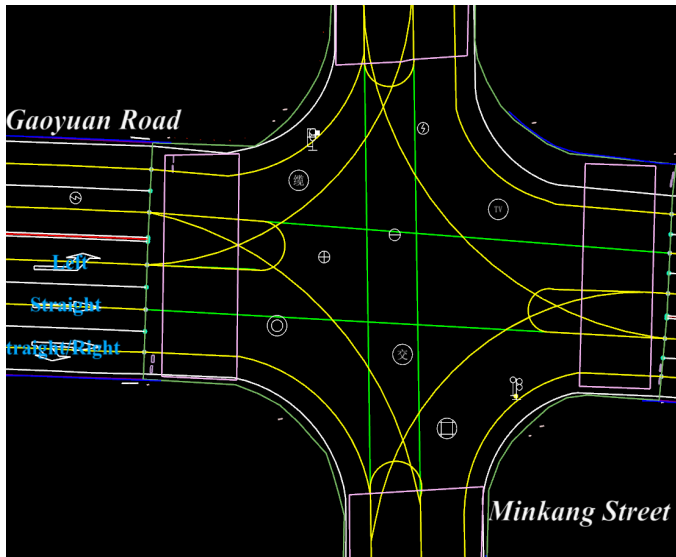 Gaoyuan Road
缆
TV
Left
Straight
traight/Right
交
Minkang Street